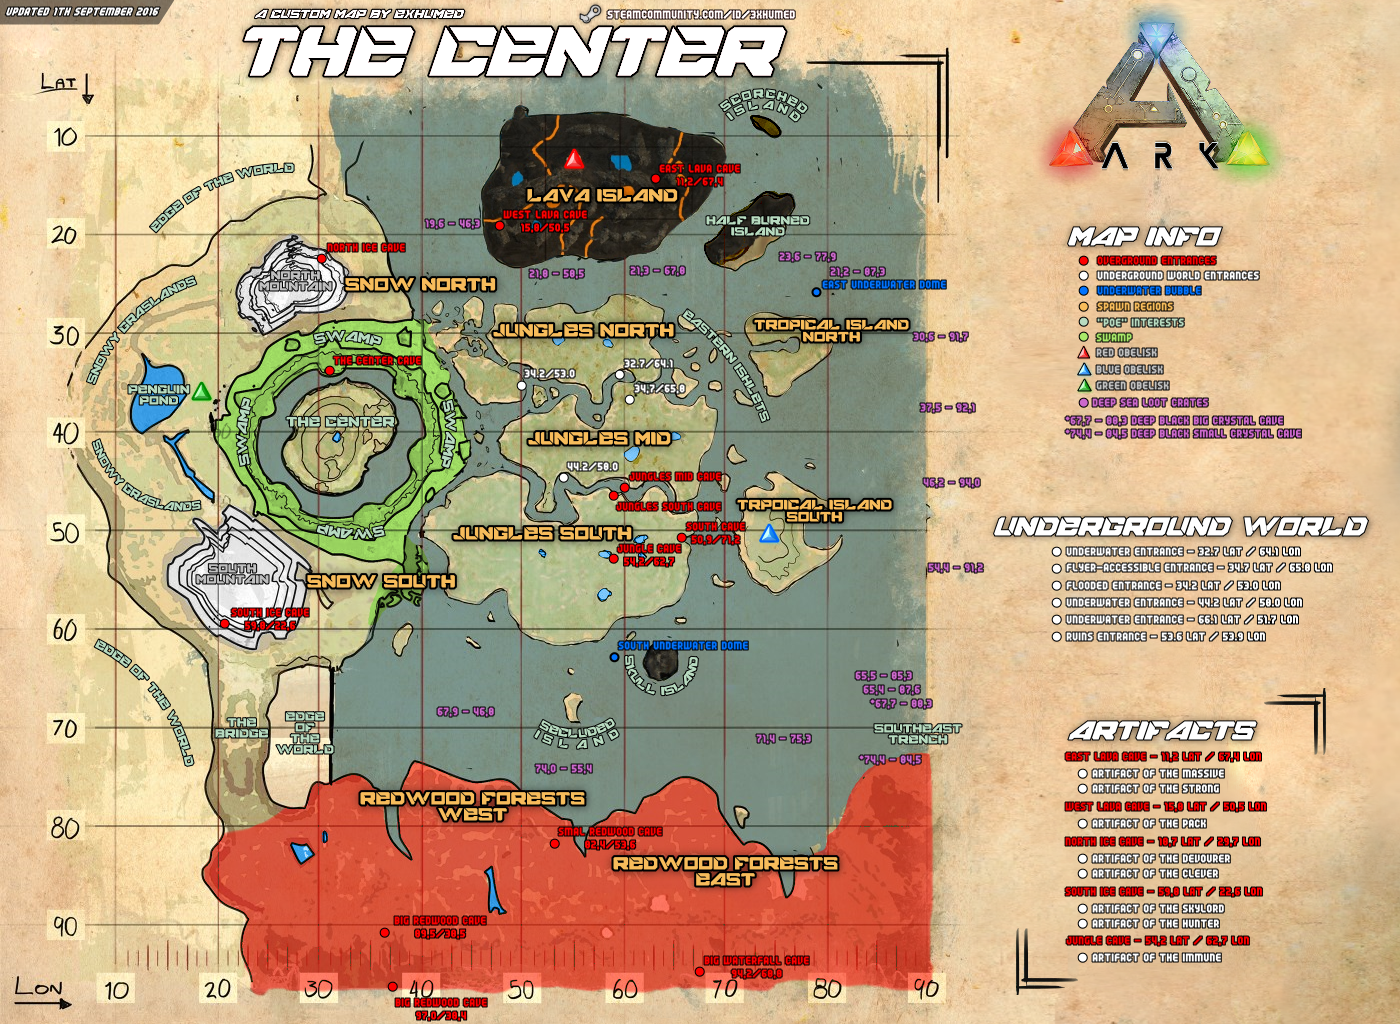 UPDATED 1TH SEPTEMBER 2016
A CUSTOM MAP BY EXHUMED
STEAMCOMMUNITY.COM/ID/3XHUMED
THE CENTER
LAT
10
20
30
40
50
60
70
80
90
LON
10
20
30
40
50
60
70
80
90
SCORCHED ISLAND
EAST LAVA CAVE
11.2/67.4
LAVA ISLAND
WEST LAVA CAVE
15.8/50.5
19,6 - 46,3
HALF BURNED
ISLAND
EDGE OF THE WORLD
NORTH ICE CAVE
NORTH
MOUNTAIN
SNOW NORTH
21,3 - 67,8
23,6 - 77,9
21,2 - 87,3
EAST UNDERWATER DOME
SNOWY GRASLANDS
SWAMP
THE CENTER CAVE
JUNGLES NORTH
EASTERN ISHLETS
TROPICAL ISLAND
NORTH
30,6 - 91,7
32.7/64.1
34.2/53.0
34.7/65.8
PENGUIN
POND
THE CENTER
SWAMP
SWAMP
SWAMP
37,5 - 92,1
JUNGLES MID
44.2/58.0
JUNGLES MID CAVE
JUNGLES SOUTH CAVE
46,2 - 94,0
SNOWY GRASLANDS
TRPOICAL ISLAND
SOUTH
JUNGLES SOUTH
SOUTH CAVE
50,9/71,2
JUNGLE CAVE
54,2/62,7
54,4 - 91,2
SOUTH
MOUNTAIN
SNOW SOUTH
SOUTH ICE CAVE
59,8/22,6
SOUTH UNDERWATER DOME
SKULL ISLAND
EDGE OF THE WORLD
65,5 - 85,3
65,4 - 87,6
*67,7 - 88,3
67,9 - 46,8
THE
BRIDGE
EDGE
OF
THE
WORLD
SECLUDED ISLAND
71,4 - 75,3
SOUTHEAST
TRENCH
*74,4 - 84,5
74,0 - 55,4
REDWOOD FORESTS
WEST
SMAL REDWOOD CAVE
82,4/53,6
REDWOOD FORESTS
EAST
BIG REDWOOD CAVE
89,5/38,5
BIG WATERFALL CAVE
94,2/68,8
BIG REDWOOD CAVE
97,0/38,4
ARK
MAP INFO
OVERGROUND ENTRANCES
UNDERGROUND WORLD ENTRANCES
UNDERWATER BUBBLE
SPAWN REGIONS
"POE" INTERESTS
SWAMP
RED OBELISK
BLUE OBELISK
GREEN OBELISK
DEEP SEA LOOT CRATES
*67,7 - 88,3 DEEP BLACK BIG CRYSTAL CAVE
*74,4 - 84,5 DEEP BLACK SMALL CRYSTAL CAVE
UNDERGROUND WORLD
UNDERWATER ENTRANCE - 32.7 LAT / 64.1 LON
FLYER-ACCESSIBLE ENTRANCE - 34.7 LAT / 65.8 LON
FLOODED ENTRANCE - 34.2 LAT / 53.0 LON
UNDERWATER ENTRANCE - 44.2 LAT / 58.0 LON
UNDERWATER ENTRANCE - 66.1 LAT / 51.7 LON
RUINS ENTRANCE - 53.6 LAT / 53.9 LON
ARTIFACTS
EAST LAVA CAVE - 11,2 LAT / 67,4 LON
ARTIFACT OF THE MASSIVE
ARTIFACT OF THE STRONG
WEST LAVA CAVE - 15,8 LAT / 50,5 LON
ARTIFACT OF THE PACK
NORTH ICE CAVE - 18,7 LAT / 29,7 LON
ARTIFACT OF THE DEVOURER
ARTIFACT OF THE CLEVER
SOUTH ICE CAVE - 59,8 LAT / 22,6 LON
ARTIFACT OF THE SKYLORD
ARTIFACT OF THE HUNTER
JUNGLE CAVE - 54,2 LAT / 62,7 LON
ARTIFACT OF THE IMMUNE